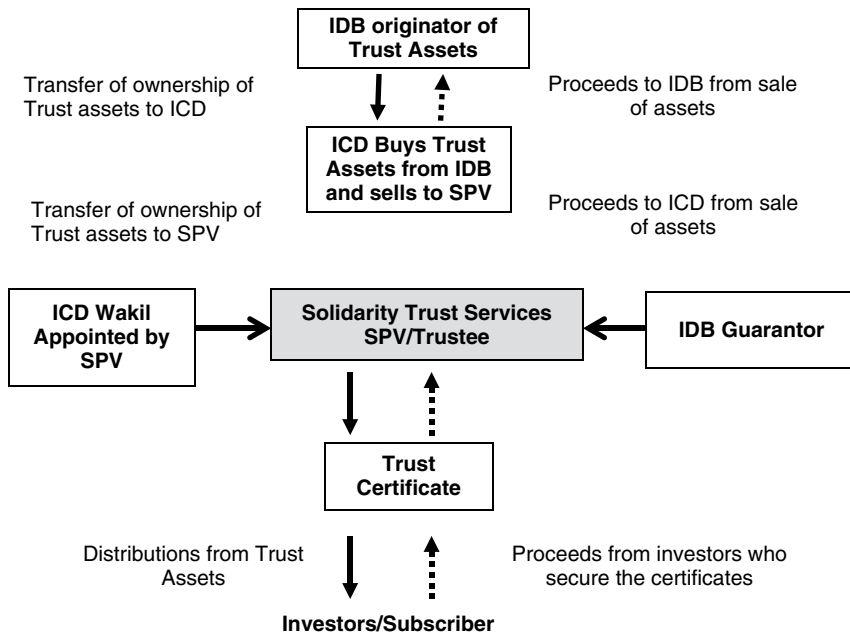 IDB originator of
Trust Assets
Transfer of ownership of
Trust assets to ICD
Proceeds to IDB from sale
of assets
ICD Buys Trust
Assets from IDB
and sells to SPV
Transfer of ownership of
Trust assets to SPV
Proceeds to ICD from sale
of assets
ICD Wakil
Appointed by
SPV
Solidarity Trust Services
SPV/Trustee
IDB Guarantor
Trust
Certificate
Distributions from Trust
Assets
Proceeds from investors who
secure the certificates
Investors/Subscriber